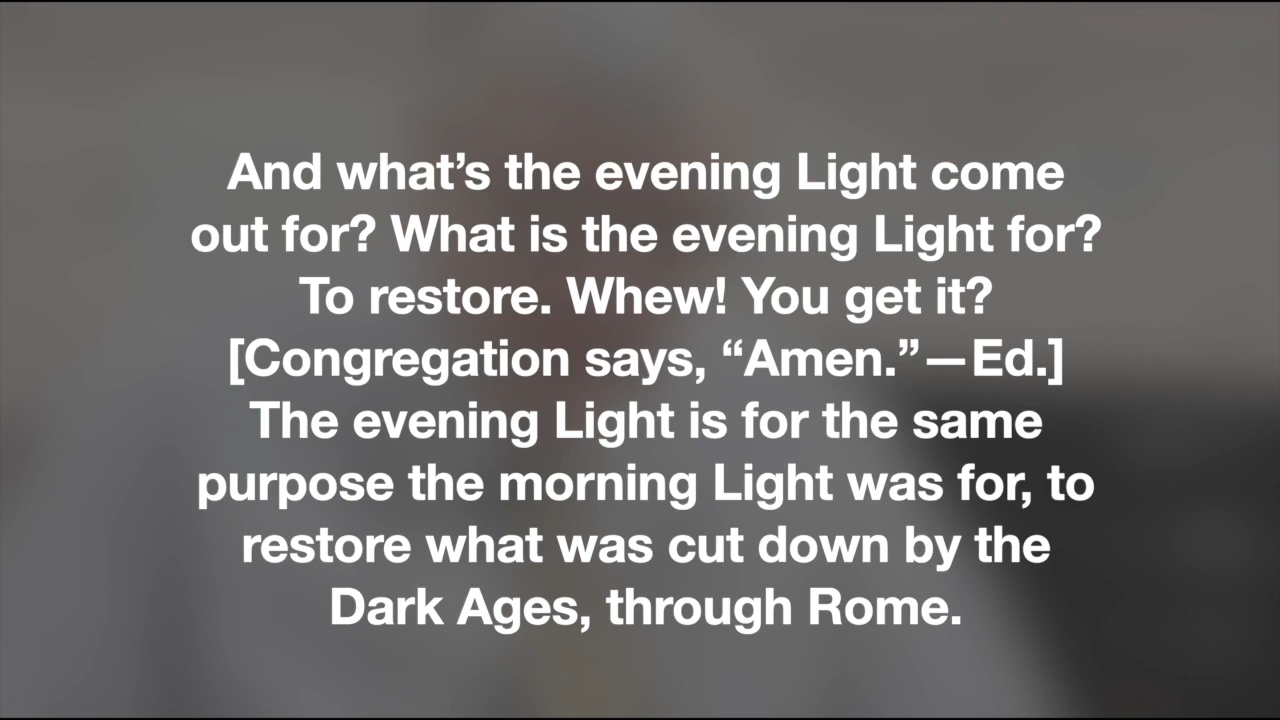 And what’s the evening Light come
out for? What is the evening Light for?
To restore. Whew! You get it?
[Congregation says, “Amen.”—Ed.]
The evening Light is for the same
purpose the morning Light was for, to
restore what was cut down by the
Dark Ages, through Rome.